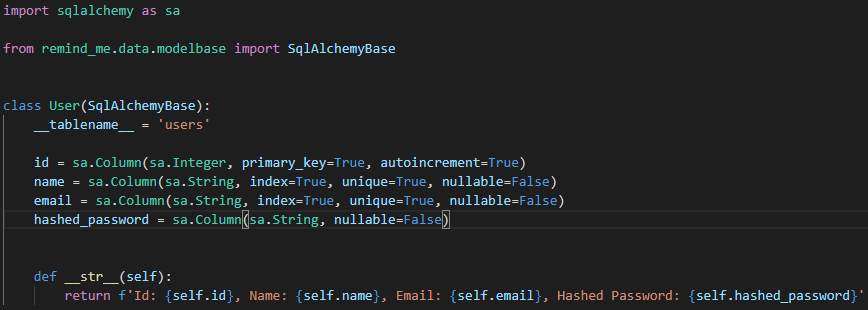 import sqlalchemy as sa
from remind_me.data.modelbase import SqlAlchemyBase
class User(SqlAlchemyBase):
__tablename__ = 'users'
id = sa.Column(sa.Integer, primary_key=True, autoincrement=True)
name = sa.Column(sa.String, index=True, unique=True, nullable=False)
email = sa.Column(sa.String, index=True, unique=True, nullable=False)
hashed_password = sa.Column(sa.String, nullable=False)
def __str__(self):
return f'Id: {self.id}, Name: {self.name}, Email: {self.email}, Hashed Password: {self.hashed_password}'